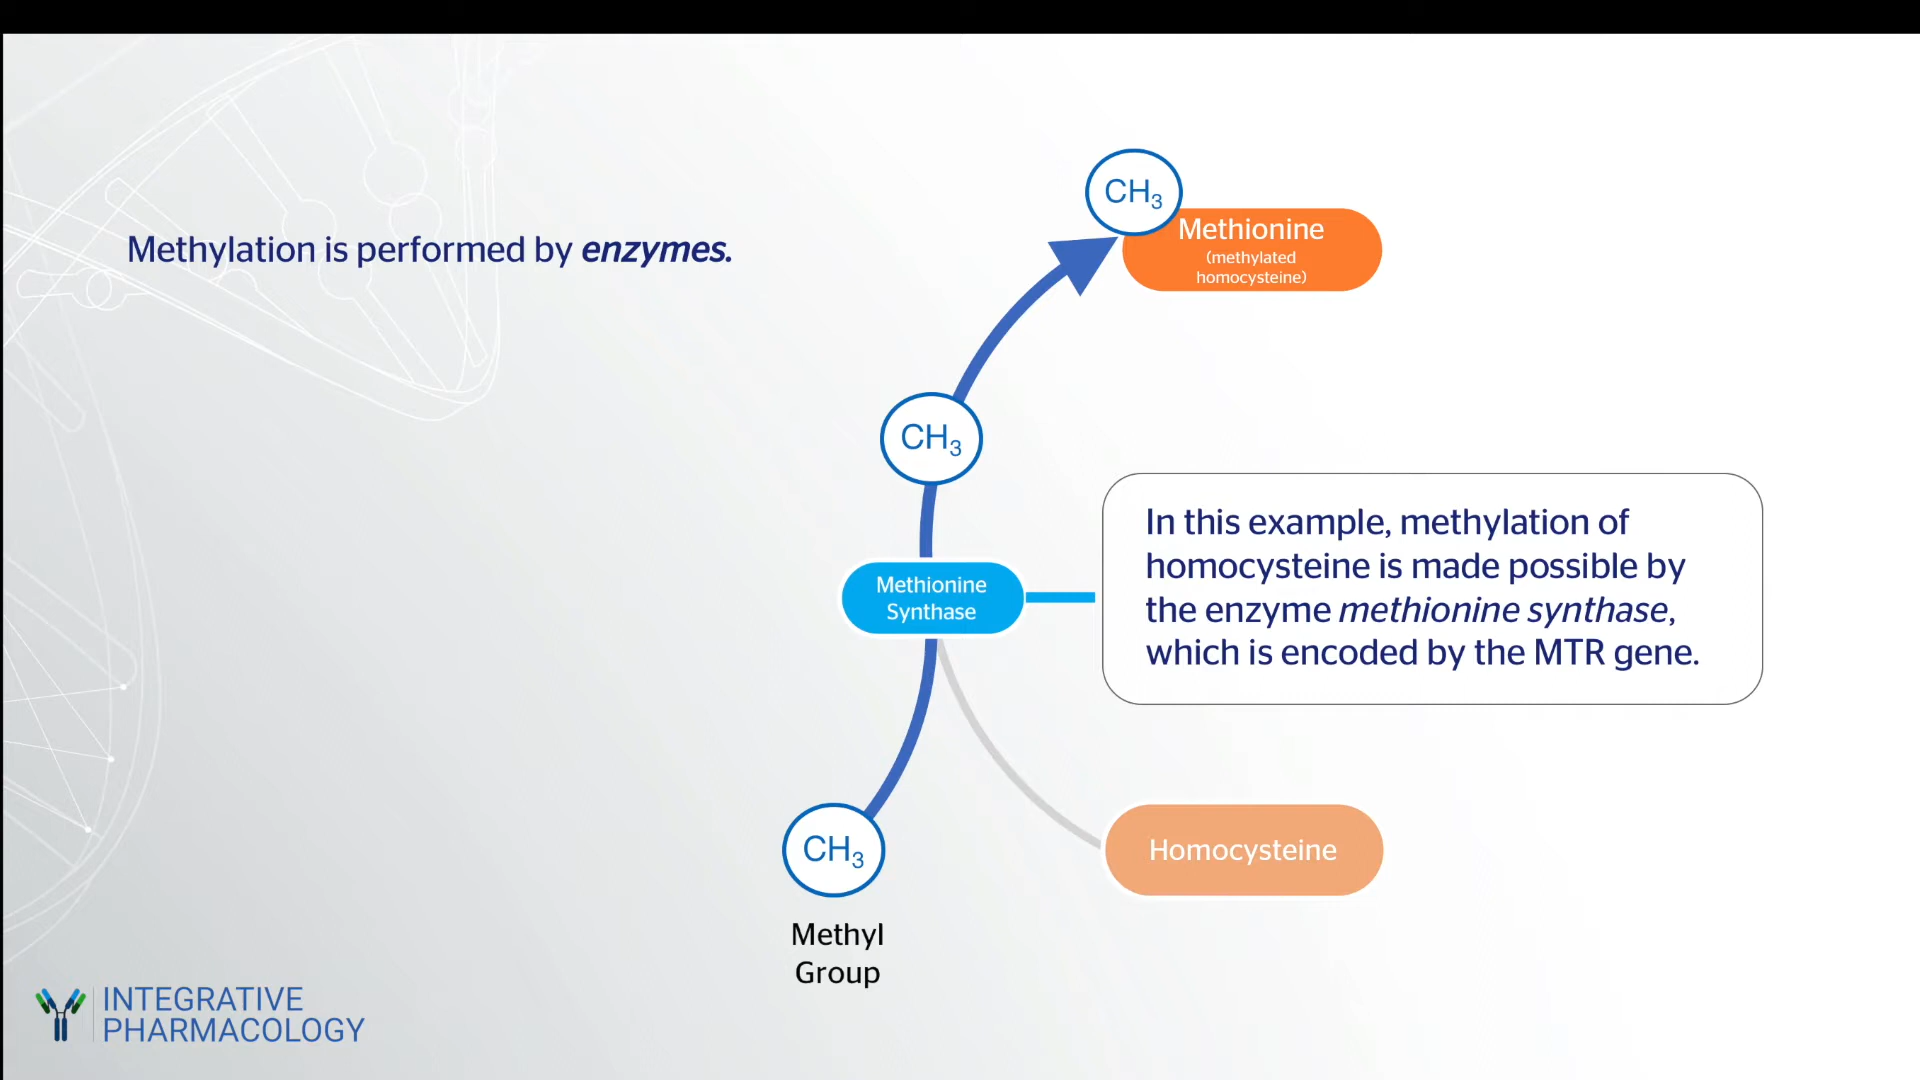 Methylation is performed by enzymes.
CH₃
Methionine
(methylated
homocysteine)
CH₃
Methionine
Synthase
In this example, methylation of
homocysteine is made possible by
the enzyme methionine synthase,
which is encoded by the MTR gene.
CH₃
Methyl
Group
Homocysteine
INTEGRATIVE
PHARMACOLOGY